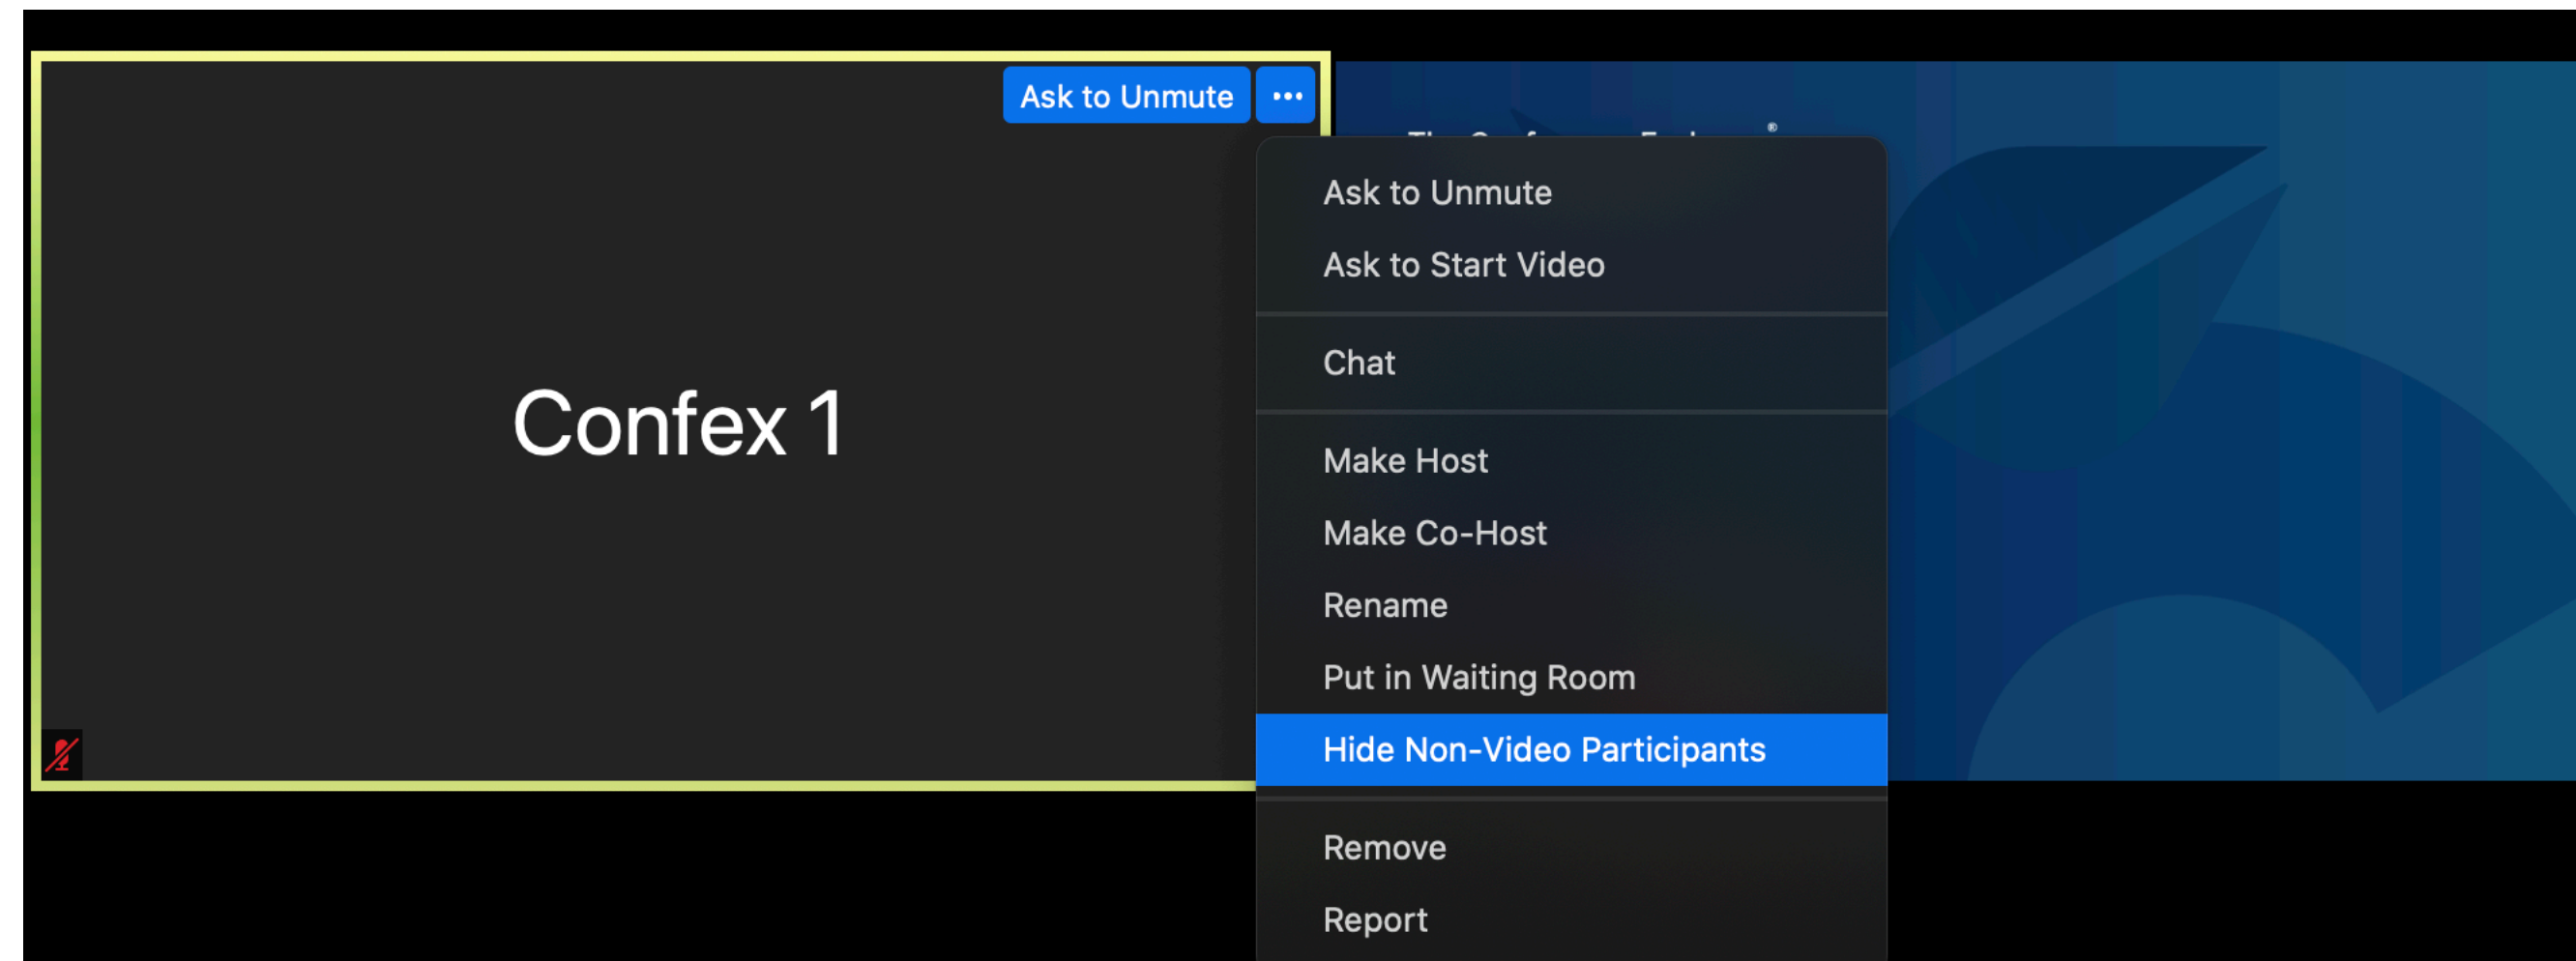 Ask to Unmute
Confex 1
Ask to Unmute
Ask to Start Video
Chat
Make Host
Make Co-Host
Rename
Put in Waiting Room
Hide Non-Video Participants
Remove
Report